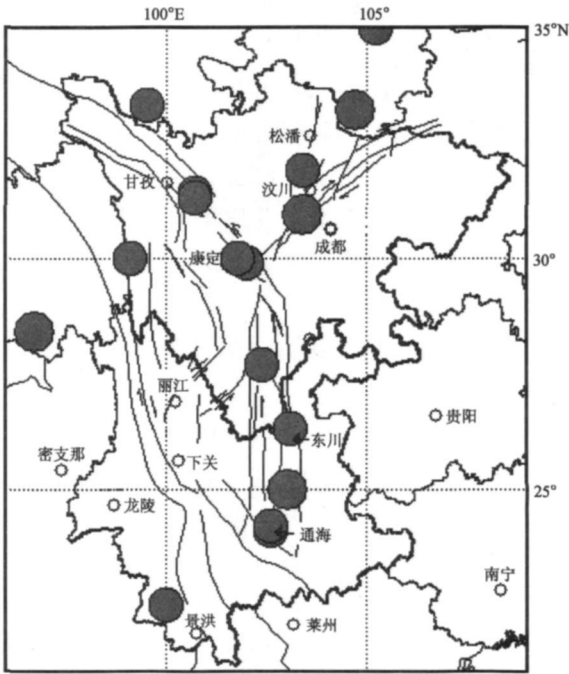 100°E 105°
35°N
松潘
甘孜
汶川
成都
康定
30°
丽江
贵阳
东川
密支那
下关
25°
龙陵
通海
南宁
景洪
莱州